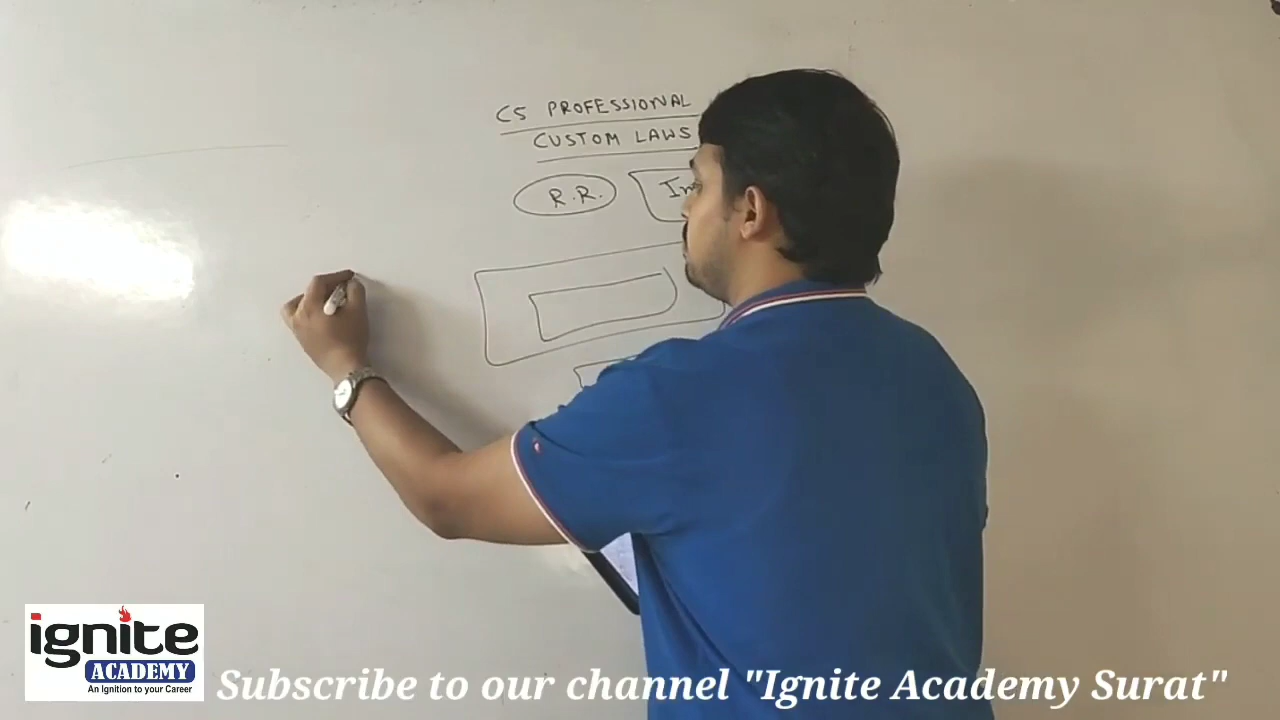 CS PROFESSIONAL
CUSTOM LAWS
R.R.
ignite
ACADEMY
An Ignition to your Career
Subscribe to our channel "Ignite Academy Surat"